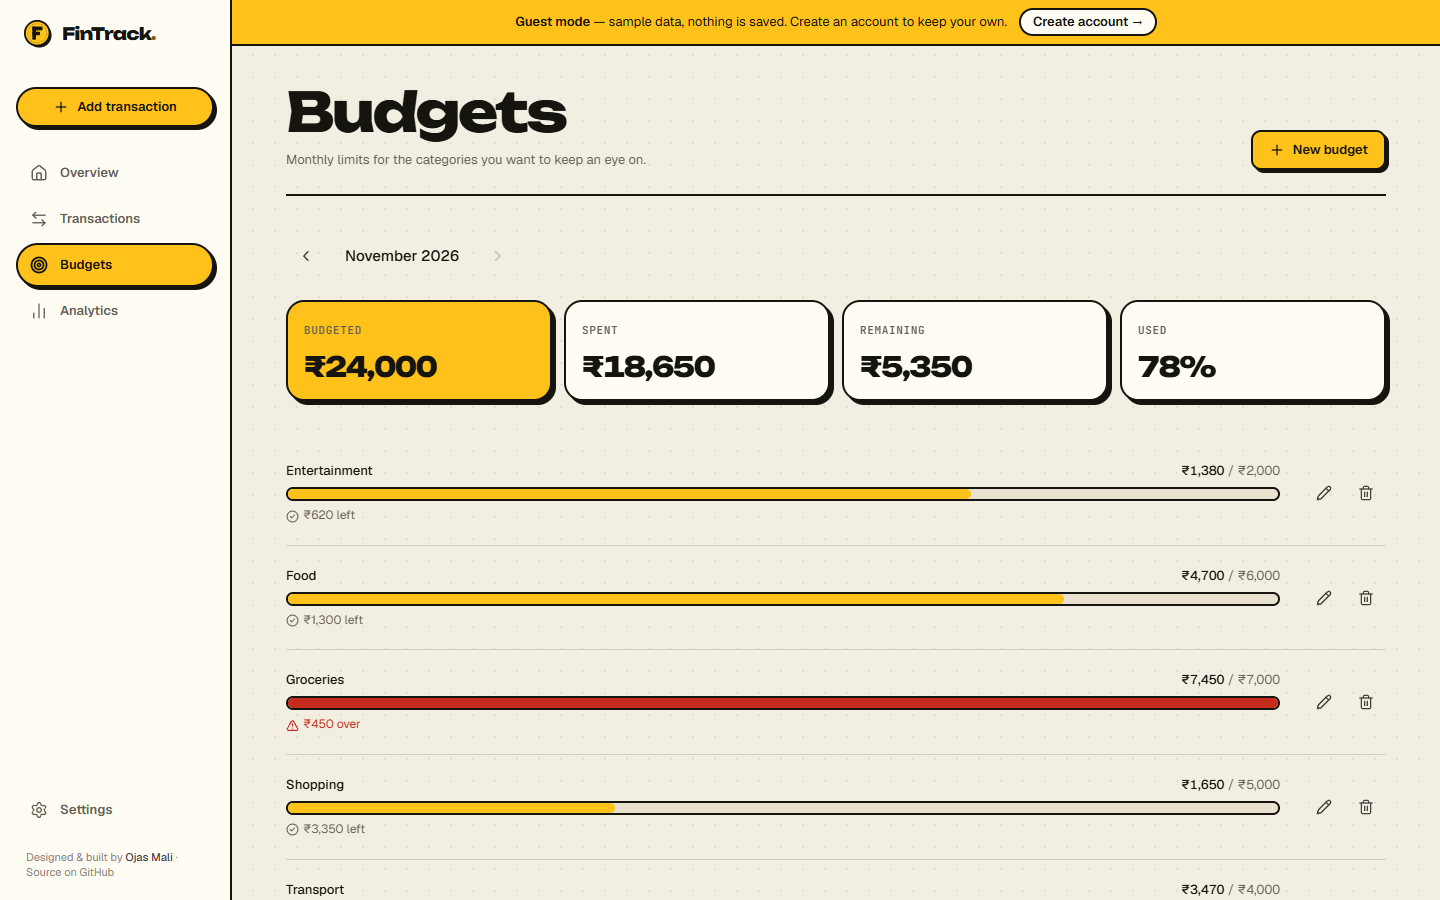 F FinTrack.
Guest mode — sample data, nothing is saved. Create an account to keep your own. Create account →
Add transaction
Overview
Transactions
Budgets
Analytics
Settings
Designed & built by Ojas Mali ·
Source on GitHub
Budgets
Monthly limits for the categories you want to keep an eye on.
New budget
November 2026
BUDGETED
₹24,000
SPENT
₹18,650
REMAINING
₹5,350
USED
78%
Entertainment ₹1,380 / ₹2,000
₹620 left
Food ₹4,700 / ₹6,000
₹1,300 left
Groceries ₹7,450 / ₹7,000
₹450 over
Shopping ₹1,650 / ₹5,000
₹3,350 left
Transport ₹3,470 / ₹4,000